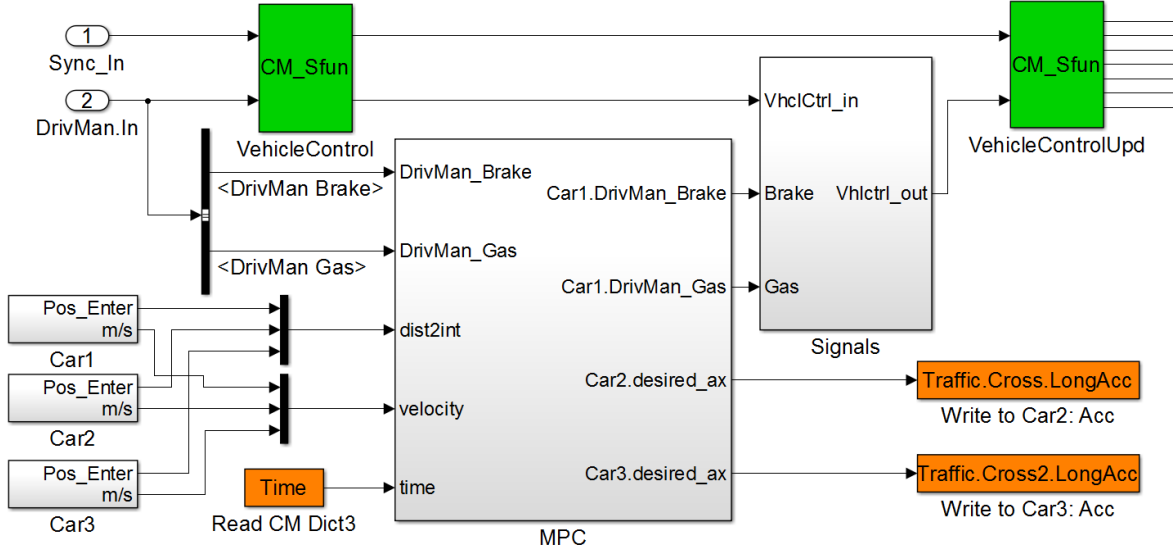 1
Sync_In
2
DrivMan.In
CM_Sfun
VehicleControl
<DrivMan Brake>
<DrivMan Gas>
Pos_Enter
m/s
Car1
Pos_Enter
m/s
Car2
Pos_Enter
m/s
Car3
Time
Read CM Dict3
DrivMan_Brake
DrivMan_Gas
dist2int
velocity
time
Car1.DrivMan_Brake
Car1.DrivMan_Gas
Car2.desired_ax
Car3.desired_ax
MPC
VhclCtrl_in
Brake
Vhlctrl_out
Gas
Signals
CM_Sfun
VehicleControlUpd
Traffic.Cross.LongAcc
Write to Car2: Acc
Traffic.Cross2.LongAcc
Write to Car3: Acc